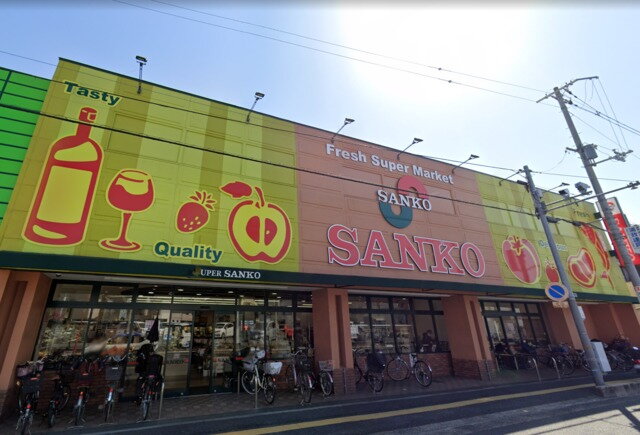 Tasty
Quality
SUPER SANKO
Fresh Super Market
SANKO
SANKO